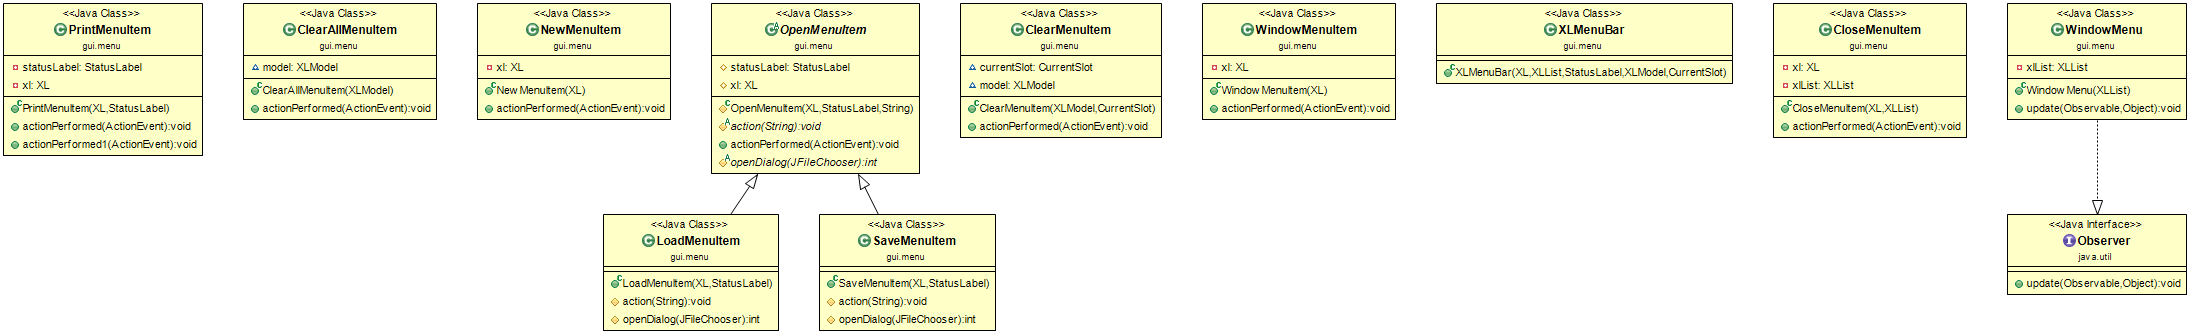 <<Java Class>>
PrintMenuItem
gui.menu
statusLabel: StatusLabel
xl: XL
PrintMenuItem(XL,StatusLabel)
actionPerformed(ActionEvent):void
actionPerformed1(ActionEvent):void
<<Java Class>>
ClearAllMenuItem
gui.menu
model: XLModel
ClearAllMenuItem(XLModel)
actionPerformed(ActionEvent):void
<<Java Class>>
NewMenuItem
gui.menu
xl: XL
New MenuItem(XL)
actionPerformed(ActionEvent):void
<<Java Class>>
OpenMenuItem
gui.menu
statusLabel: StatusLabel
xl: XL
OpenMenuItem(XL,StatusLabel,String)
action(String):void
actionPerformed(ActionEvent):void
openDialog(JFileChooser):int
<<Java Class>>
ClearMenuItem
gui.menu
currentSlot: CurrentSlot
model: XLModel
ClearMenuItem(XLModel,CurrentSlot)
actionPerformed(ActionEvent):void
<<Java Class>>
WindowMenuItem
gui.menu
xl: XL
Window MenuItem(XL)
actionPerformed(ActionEvent):void
<<Java Class>>
XLMenuBar
gui.menu
XLMenuBar(XL,XLList,StatusLabel,XLModel,CurrentSlot)
<<Java Class>>
CloseMenuItem
gui.menu
xl: XL
xlList: XLList
CloseMenuItem(XL,XLList)
actionPerformed(ActionEvent):void
<<Java Class>>
WindowMenu
gui.menu
xlList: XLList
Window Menu(XLList)
update(Observable,Object):void
<<Java Class>>
LoadMenuItem
gui.menu
LoadMenuItem(XL,StatusLabel)
action(String):void
openDialog(JFileChooser):int
<<Java Class>>
SaveMenuItem
gui.menu
SaveMenuItem(XL,StatusLabel)
action(String):void
openDialog(JFileChooser):int
<<Java Interface>>
Observer
java.util
update(Observable,Object):void